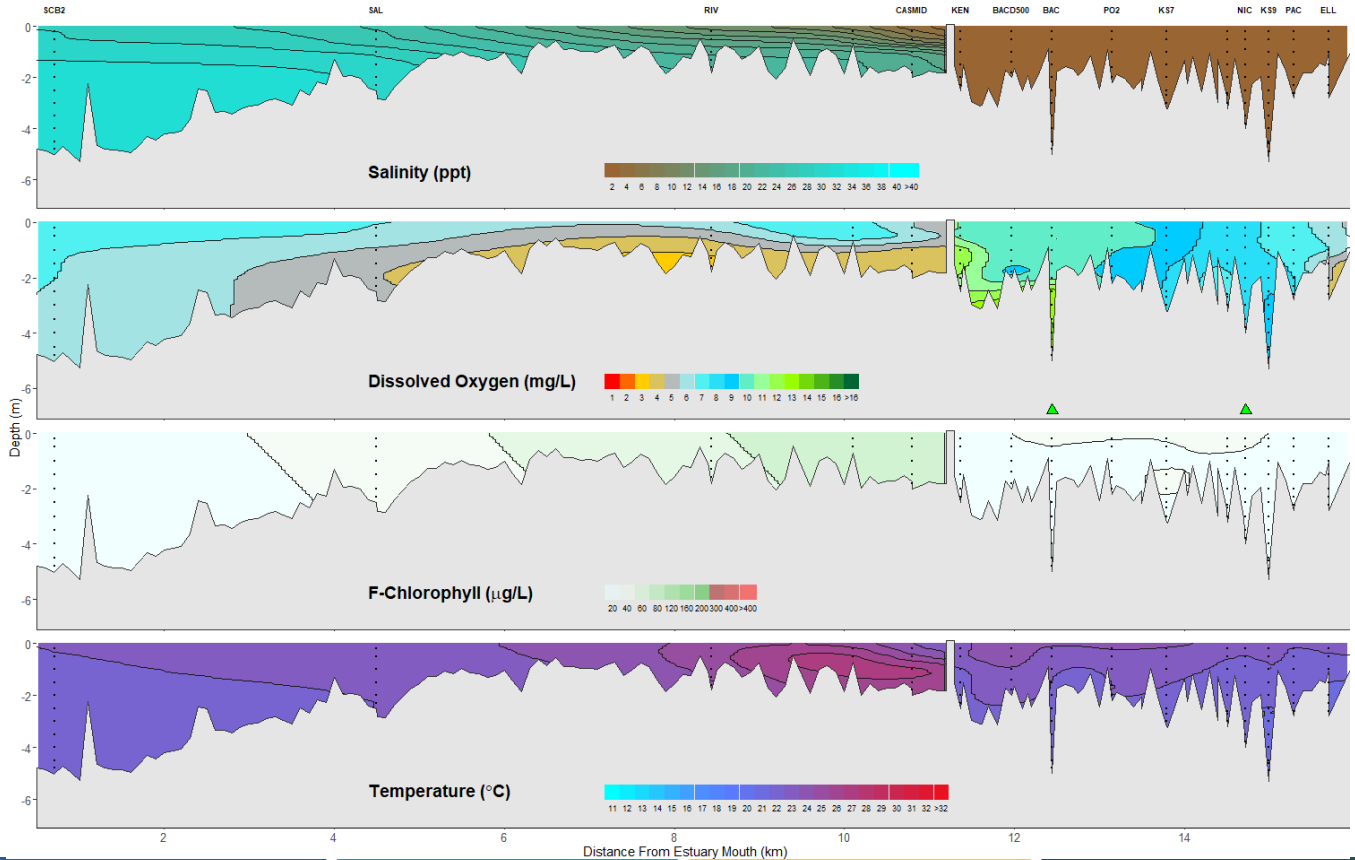 SCB2 SAL RIV CASMID KEN BACD500 BAC PO2 KS7 NIC KS9 PAC ELL
0
-2
-4
-6
Salinity (ppt)
2 4 6 8 10 12 14 16 18 20 22 24 26 28 30 32 34 36 38 40 >40
0
-2
-4
-6
Dissolved Oxygen (mg/L)
1 2 3 4 5 6 7 8 9 10 11 12 13 14 15 16 >16
Depth (m)
0
-2
-4
-6
F-Chlorophyll (µg/L)
20 40 60 80 120 160 200 300 400 >400
0
-2
-4
-6
Temperature (°C)
11 12 13 14 15 16 17 18 19 20 21 22 23 24 25 26 27 28 29 30 31 32 >32
2 4 6 8 10 12 14
Distance From Estuary Mouth (km)